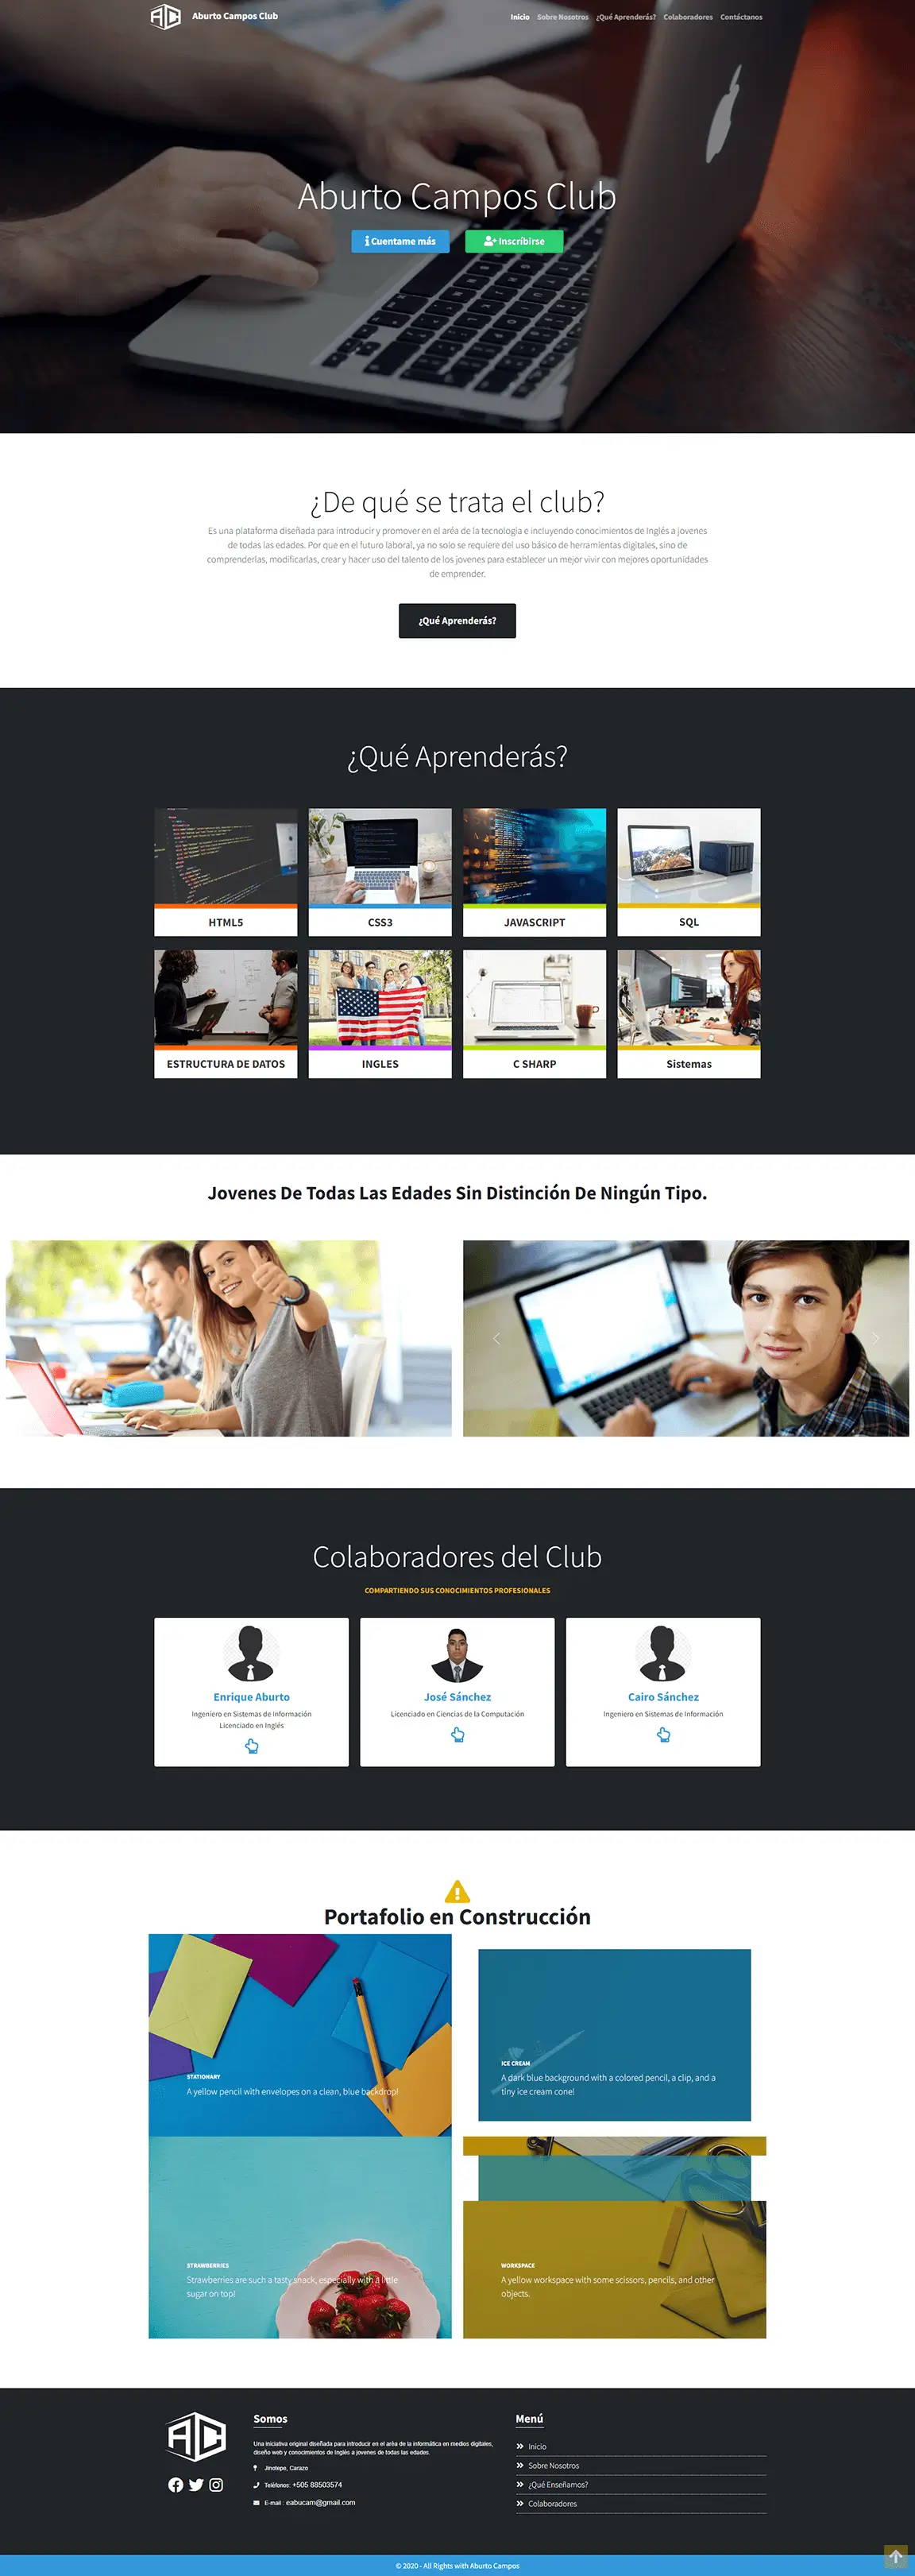 Aburto Campos Club
Inicio Sobre Nosotros ¿Qué Aprenderás? Colaboradores Contáctanos
Aburto Campos Club
Cuentame más
Inscribirse
¿De qué se trata el club?
Es una plataforma diseñada para introducir y promover en el aréa de la tecnologia e incluyendo conocimientos de Inglés a jovenes
de todas las edades. Por que en el futuro laboral, ya no solo se requiere del uso básico de herramientas digitales, sino de
comprenderlas, modificarlas, crear y hacer uso del talento de los jovenes para establecer un mejor vivir con mejores oportunidades
de emprender.
¿Qué Aprenderás?
¿Qué Aprenderás?
HTML5
CSS3
JAVASCRIPT
SQL
ESTRUCTURA DE DATOS
INGLES
C SHARP
Sistemas
Jovenes De Todas Las Edades Sin Distinción De Ningún Tipo.
Colaboradores del Club
COMPARTIENDO SUS CONOCIMIENTOS PROFESIONALES
Enrique Aburto
Ingeniero en Sistemas de Información
Licenciado en Inglés
José Sánchez
Licenciado en Ciencias de la Computación
Cairo Sánchez
Ingeniero en Sistemas de Información
Portafolio en Construcción
STATIONARY
A yellow pencil with envelopes on a clean, blue backdrop!
ICE CREAM
A dark blue background with a colored pencil, a clip, and a
tiny ice cream cone!
STRAWBERRIES
Strawberries are such a tasty snack, especially with a little
sugar on top!
WORKSPACE
A yellow workspace with some scissors, pencils, and other
objects.
Somos
Una iniciativa original diseñada para introducir en el aréa de la informática en medios digitales,
diseño web y conocimientos de Inglés a jovenes de todas las edades.
Jinotepe, Carazo
Teléfonos: +505 88503574
E-mail : eabucam@gmail.com
Menú
Inicio
Sobre Nosotros
¿Qué Enseñamos?
Colaboradores
© 2020 - All Rights with Aburto Campos